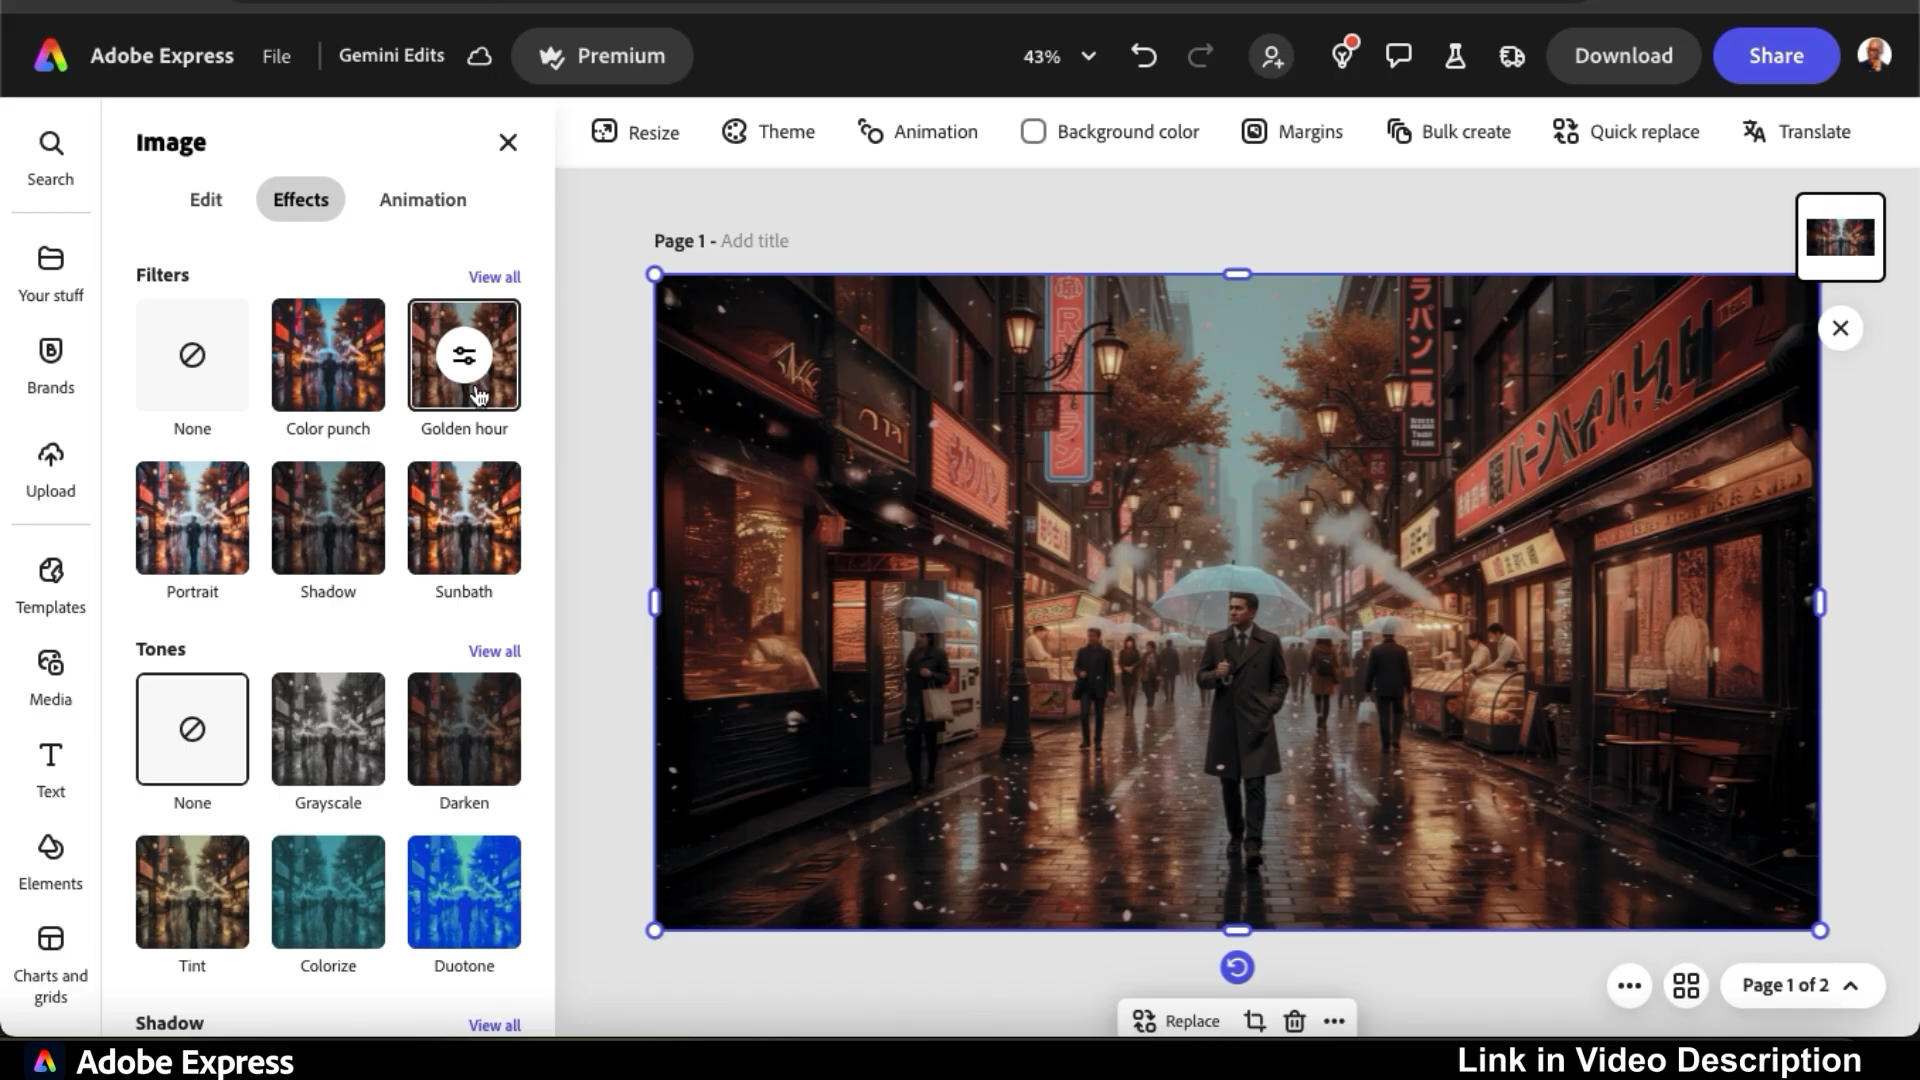 Adobe Express
File
Gemini Edits
Premium
43%
Download
Share
Search
Your stuff
Brands
Upload
Templates
Media
Text
Elements
Charts and
grids
Image
Edit
Effects
Animation
Filters
View all
None
Color punch
Golden hour
Portrait
Shadow
Sunbath
Tones
View all
None
Grayscale
Darken
Tint
Colorize
Duotone
Shadow
View all
Resize
Theme
Animation
Background color
Margins
Bulk create
Quick replace
Translate
Page 1 - Add title
Replace
Page 1 of 2
Adobe Express
Link in Video Description